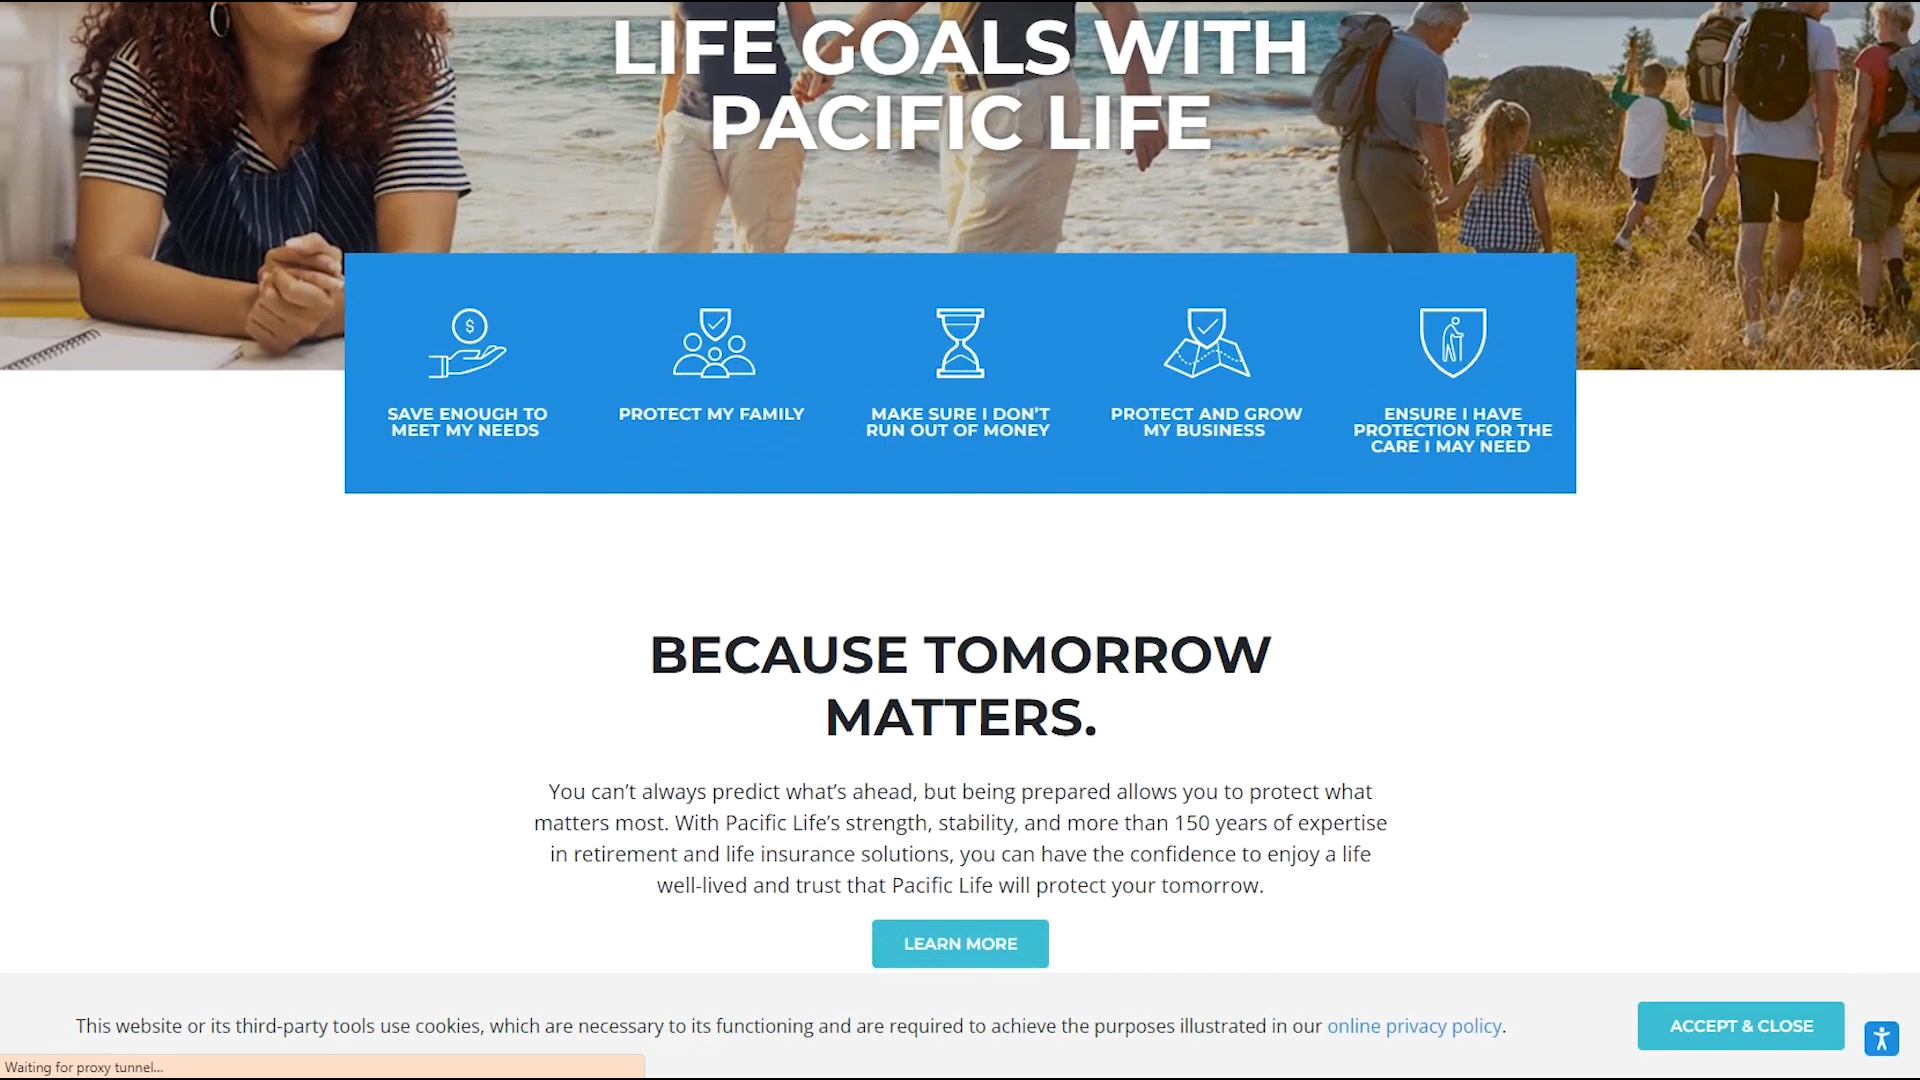 LIFE GOALS WITH
PACIFIC LIFE
$
SAVE ENOUGH TO
MEET MY NEEDS
PROTECT MY FAMILY
MAKE SURE I DON'T
RUN OUT OF MONEY
PROTECT AND GROW
MY BUSINESS
ENSURE I HAVE
PROTECTION FOR THE
CARE I MAY NEED
BECAUSE TOMORROW
MATTERS.
You can’t always predict what’s ahead, but being prepared allows you to protect what
matters most. With Pacific Life’s strength, stability, and more than 150 years of expertise
in retirement and life insurance solutions, you can have the confidence to enjoy a life
well-lived and trust that Pacific Life will protect your tomorrow.
LEARN MORE
This website or its third-party tools use cookies, which are necessary to its functioning and are required to achieve the purposes illustrated in our online privacy policy.
ACCEPT & CLOSE
Waiting for proxy tunnel...